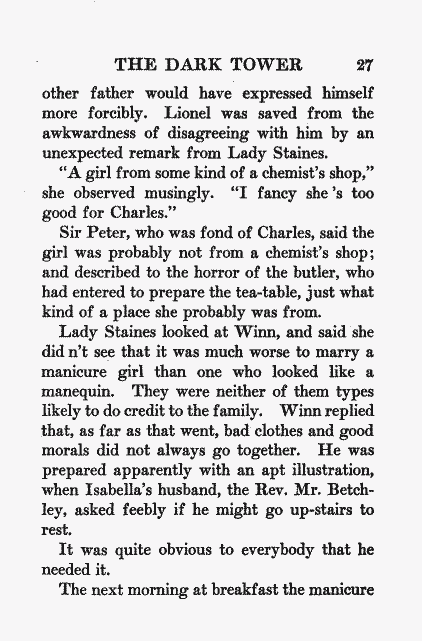 THE DARK TOWER 27
other father would have expressed himself
more forcibly. Lionel was saved from the
awkwardness of disagreeing with him by an
unexpected remark from Lady Staines.
"A girl from some kind of a chemist's shop,"
she observed musingly. "I fancy she 's too
good for Charles."
Sir Peter, who was fond of Charles, said the
girl was probably not from a chemist's shop;
and described to the horror of the butler, who
had entered to prepare the tea-table, just what
kind of a place she probably was from.
Lady Staines looked at Winn, and said she
did n't see that it was much worse to marry a
manicure girl than one who looked like a
manequin. They were neither of them types
likely to do credit to the family. Winn replied
that, as far as that went, bad clothes and good
morals did not always go together. He was
prepared apparently with an apt illustration,
when Isabella's husband, the Rev. Mr. Betch-
ley, asked feebly if he might go up-stairs to
rest.
It was quite obvious to everybody that he
needed it.
The next morning at breakfast the manicure